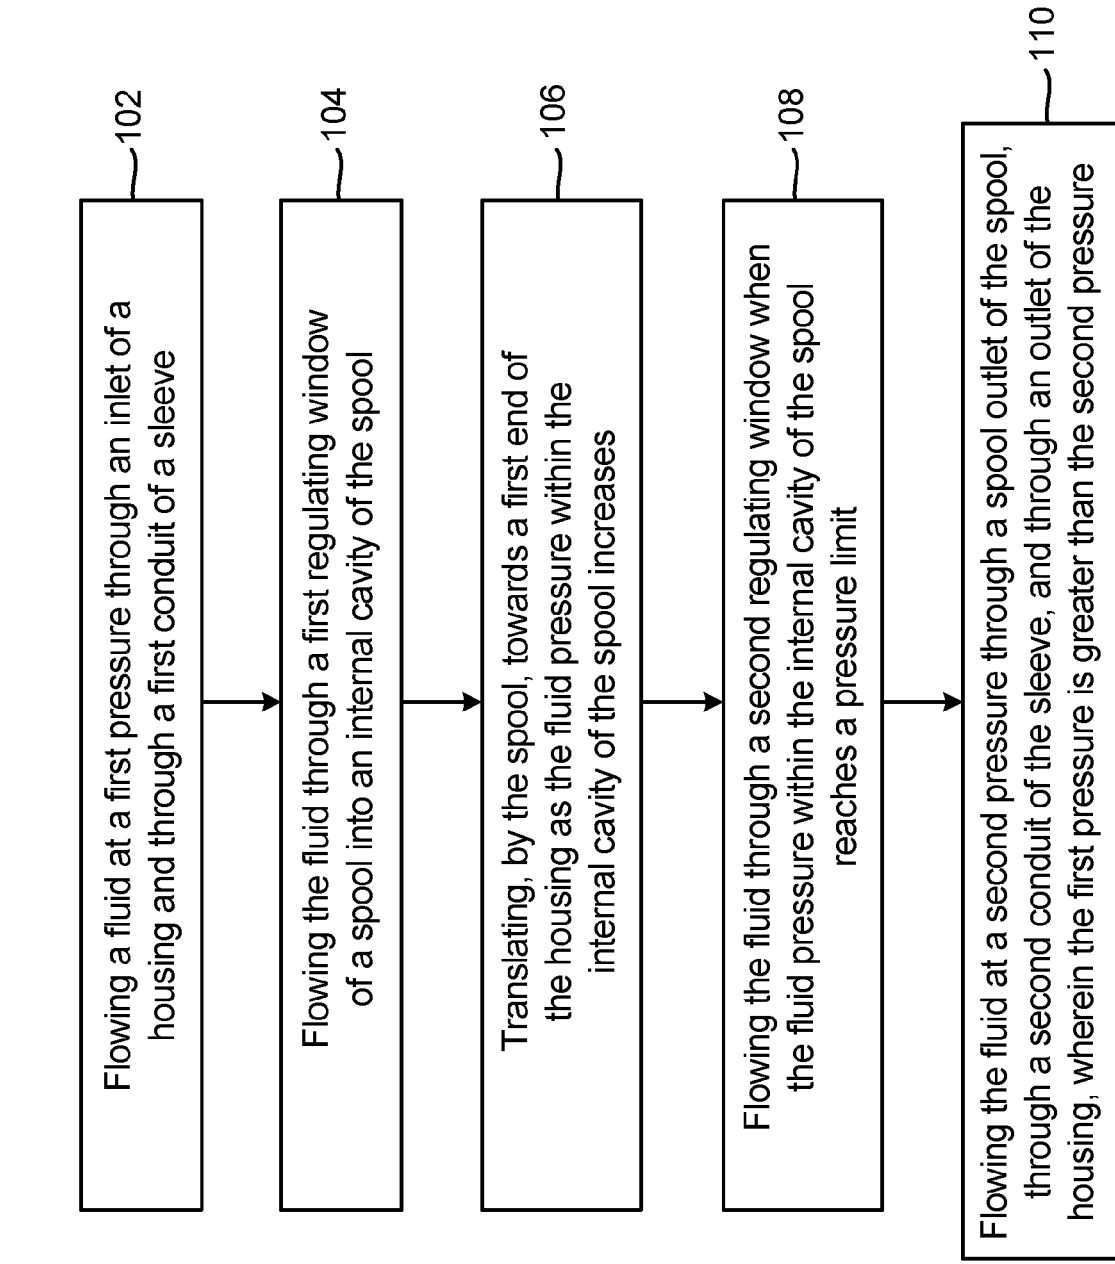 102
Flowing a fluid at a first pressure through an inlet of a
housing and through a first conduit of a sleeve
104
Flowing the fluid through a first regulating window
of a spool into an internal cavity of the spool
106
Translating, by the spool, towards a first end of
the housing as the fluid pressure within the
internal cavity of the spool increases
108
Flowing the fluid through a second regulating window when
the fluid pressure within the internal cavity of the spool
reaches a pressure limit
110
Flowing the fluid at a second pressure through a spool outlet of the spool,
through a second conduit of the sleeve, and through an outlet of the
housing, wherein the first pressure is greater than the second pressure